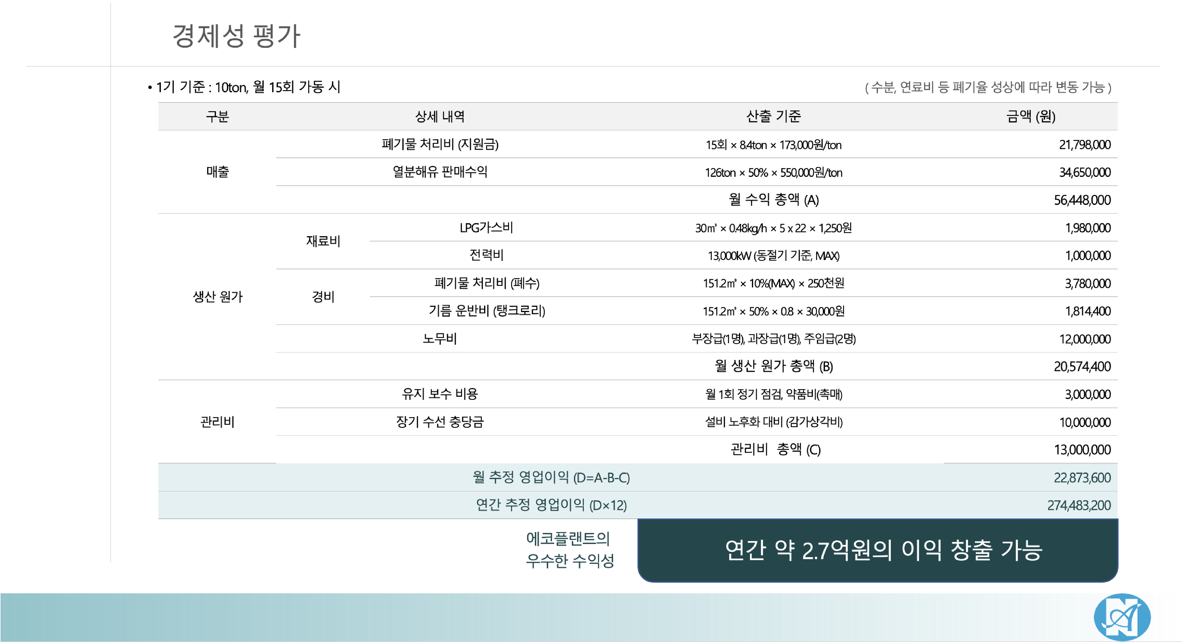 경제성 평가
• 1기 기준 : 10ton, 월 15회 가동 시
( 수분, 연료비 등 폐기율 성상에 따라 변동 가능 )
구분 상세 내역 산출 기준 금액 (원)
폐기물 처리비 (지원금) 15회 × 8.4ton × 173,000원/ton 21,798,000
매출 열분해유 판매수익 126ton × 50% × 550,000원/ton 34,650,000
월 수익 총액 (A) 56,448,000
LPG가스비 30㎥ × 0.48kg/h × 5 x 22 × 1,250원 1,980,000
재료비
전력비 13,000kW (동절기 기준, MAX) 1,000,000
폐기물 처리비 (폐수) 151.2㎥ × 10%(MAX) × 250천원 3,780,000
생산 원가 경비
기름 운반비 (탱크로리) 151.2㎥ × 50% × 0.8 × 30,000원 1,814,400
노무비 부장급(1명), 과장급(1명), 주임급(2명) 12,000,000
월 생산 원가 총액 (B) 20,574,400
유지 보수 비용 월 1회 정기 점검, 약품비(촉매) 3,000,000
관리비 장기 수선 충당금 설비 노후화 대비 (감가상각비) 10,000,000
관리비 총액 (C) 13,000,000
월 추정 영업이익 (D=A-B-C) 22,873,600
연간 추정 영업이익 (D×12) 274,483,200
에코플랜트의
우수한 수익성
연간 약 2.7억원의 이익 창출 가능